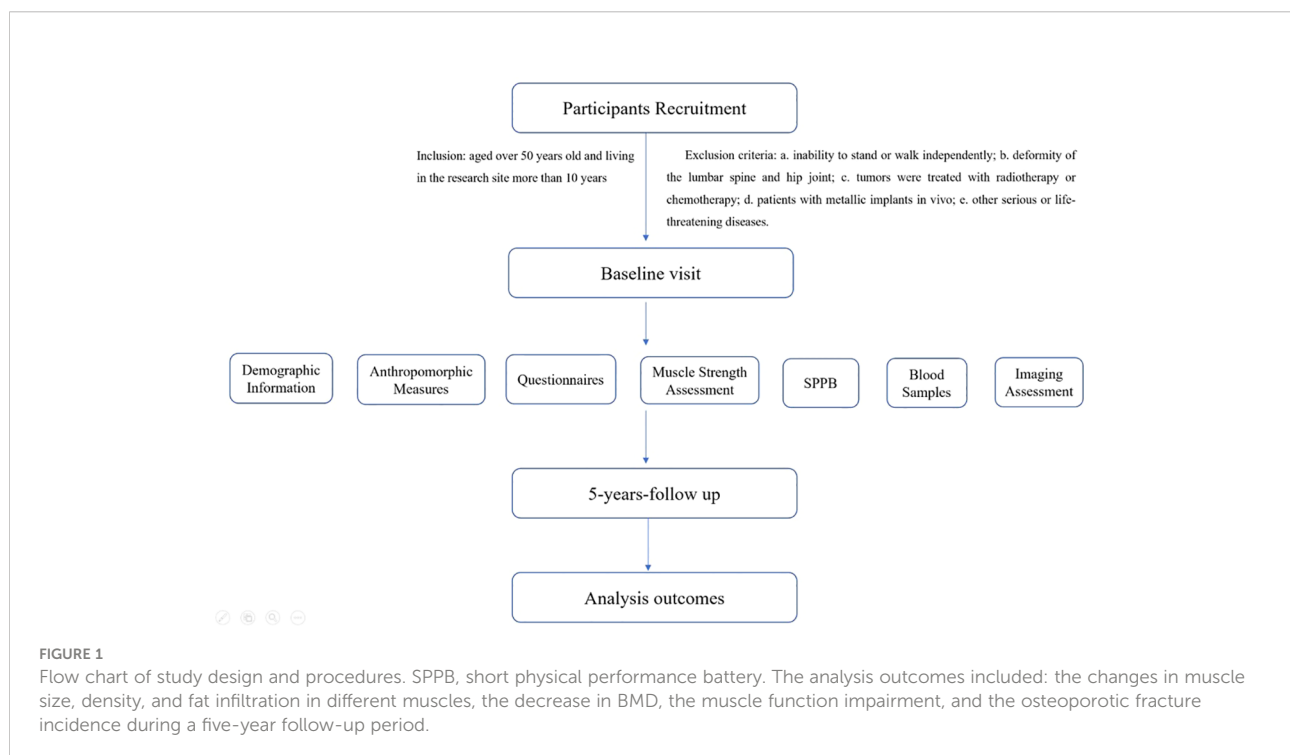 Participants Recruitment
Inclusion: aged over 50 years old and living
in the research site more than 10 years
Exclusion criteria: a. inability to stand or walk independently; b. deformity of
the lumbar spine and hip joint; c. tumors were treated with radiotherapy or
chemotherapy; d. patients with metallic implants in vivo; e. other serious or life-
threatening diseases.
Baseline visit
Demographic
Information
Anthropomorphic
Measures
Questionnaires
Muscle Strength
Assessment
SPPB
Blood
Samples
Imaging
Assessment
5-years-follow up
Analysis outcomes
FIGURE 1
Flow chart of study design and procedures. SPPB, short physical performance battery. The analysis outcomes included: the changes in muscle
size, density, and fat infiltration in different muscles, the decrease in BMD, the muscle function impairment, and the osteoporotic fracture
incidence during a five-year follow-up period.